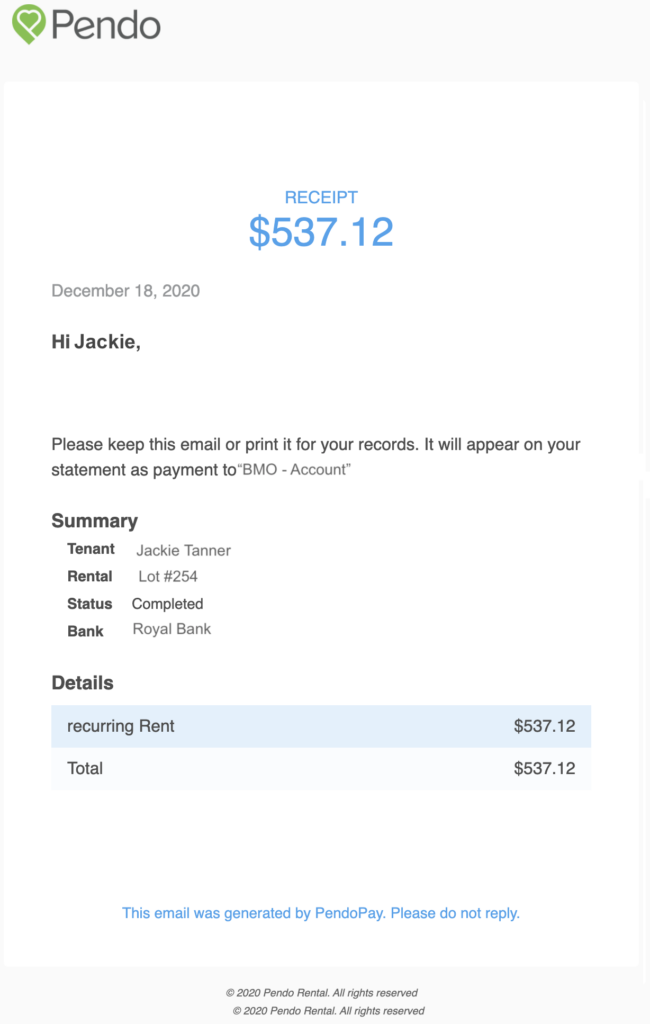 Pendo
RECEIPT
$537.12
December 18, 2020
Hi Jackie,
Please keep this email or print it for your records. It will appear on your
statement as payment to“BMO - Account”
Summary
Tenant Jackie Tanner
Rental Lot #254
Status Completed
Bank Royal Bank
Details
recurring Rent $537.12
Total $537.12
This email was generated by PendoPay. Please do not reply.
© 2020 Pendo Rental. All rights reserved
© 2020 Pendo Rental. All rights reserved